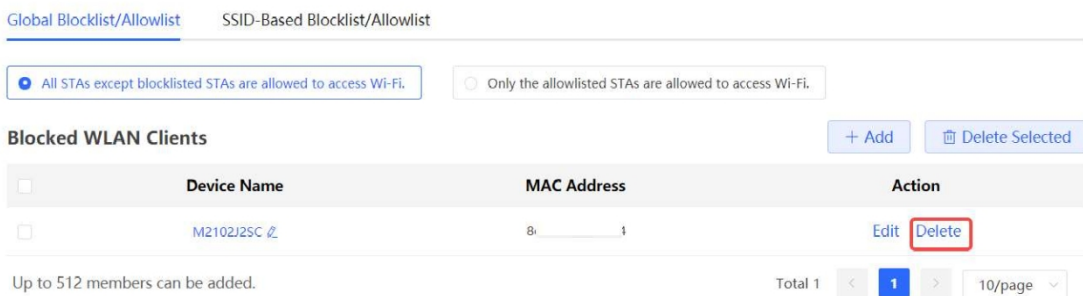 Global Blocklist/Allowlist SSID-Based Blocklist/Allowlist
All STAs except blocklisted STAs are allowed to access Wi-Fi. Only the allowlisted STAs are allowed to access Wi-Fi.
Blocked WLAN Clients + Add Delete Selected
Device Name MAC Address Action
M2102J2SC Edit Delete
Up to 512 members can be added. Total 1 < 1 > 10/page